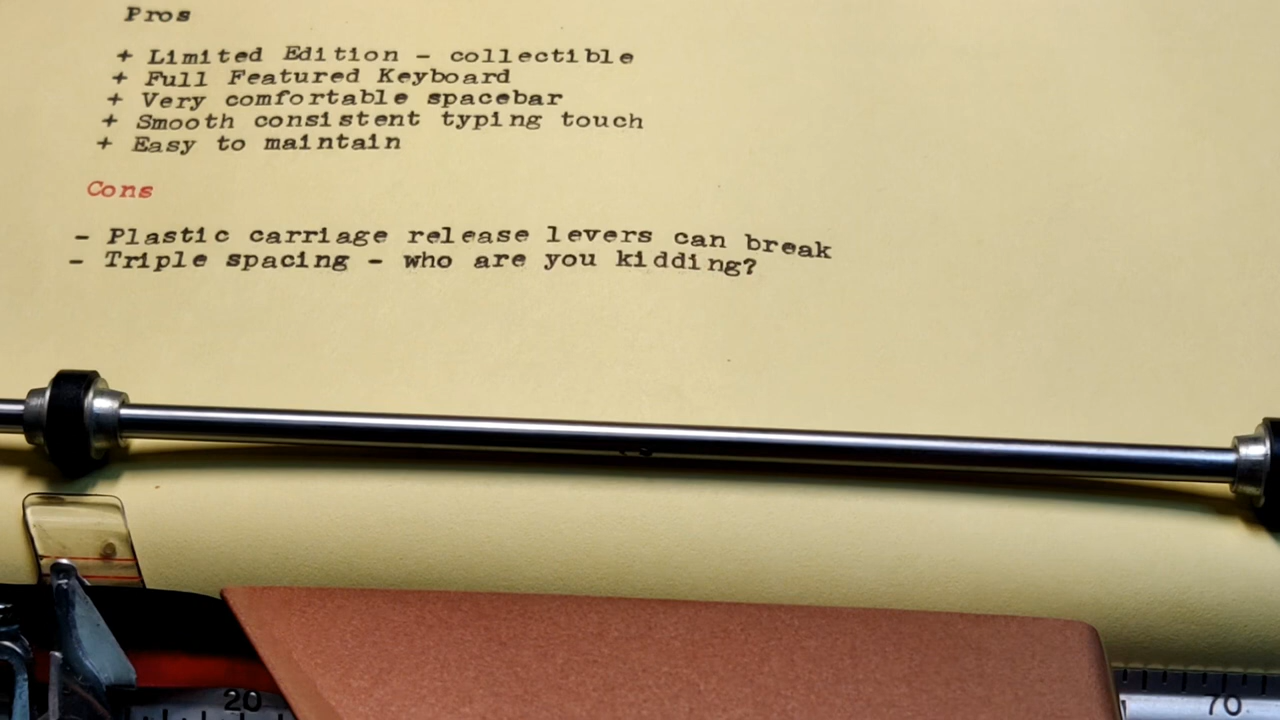 Pros
+ Limited Edition - collectible
+ Full Featured Keyboard
+ Very comfortable spacebar
+ Smooth consistent typing touch
+ Easy to maintain
Cons
- Plastic carriage release levers can break
- Triple spacing - who are you kidding?
20
70